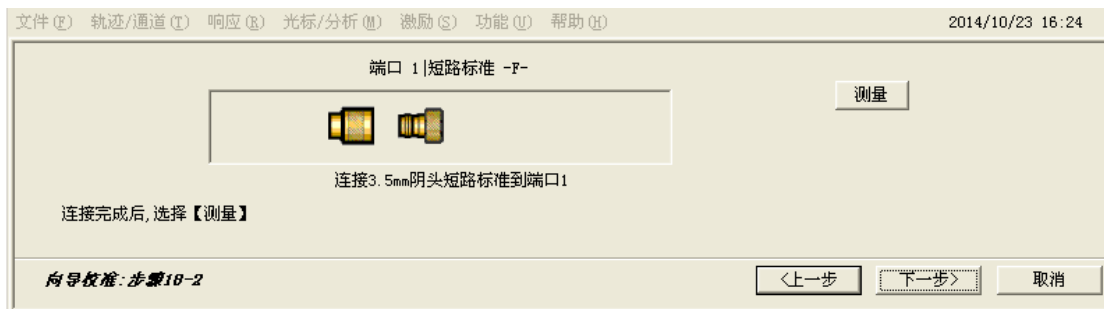 文件(F) 轨迹/通道(T) 响应(R) 光标/分析(M) 激励(S) 功能(U) 帮助(H) 2014/10/23 16:24
端口 1|短路标准 -F-
测量
连接3.5mm阴头短路标准到端口1
连接完成后,选择【测量】
向导校准:步骤18-2
<上一步 下一步> 取消